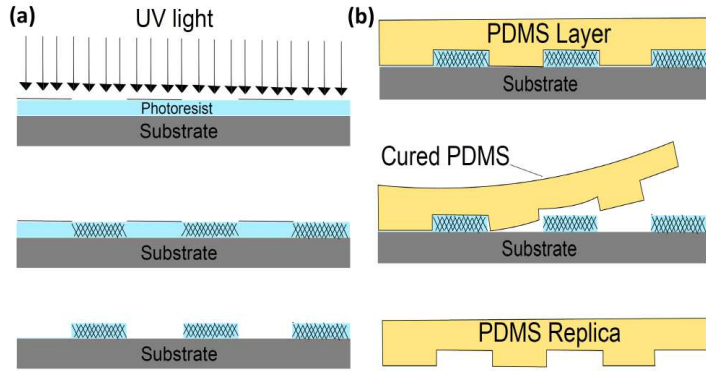 (a)
UV light
Photoresist
Substrate
Substrate
Substrate
(b)
PDMS Layer
Substrate
Cured PDMS
Substrate
PDMS Replica